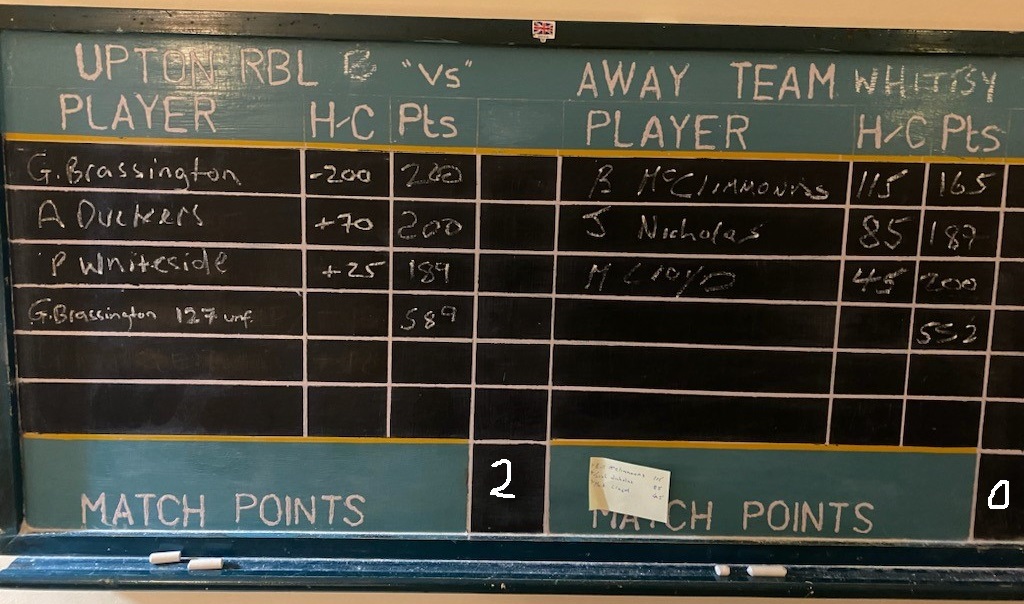 UPTON RBL B "VS" AWAY TEAM WHITBY
PLAYER H/C Pts PLAYER H/C Pts
G. Brassington -200 200 B McClimmonds 115 165
A Duckers +70 200 J Nicholas 85 187
P Whiteside +25 189 M Lloyd 45 200
G. Brassington 127 unf. 589 552
2 0
MATCH POINTS MATCH POINTS